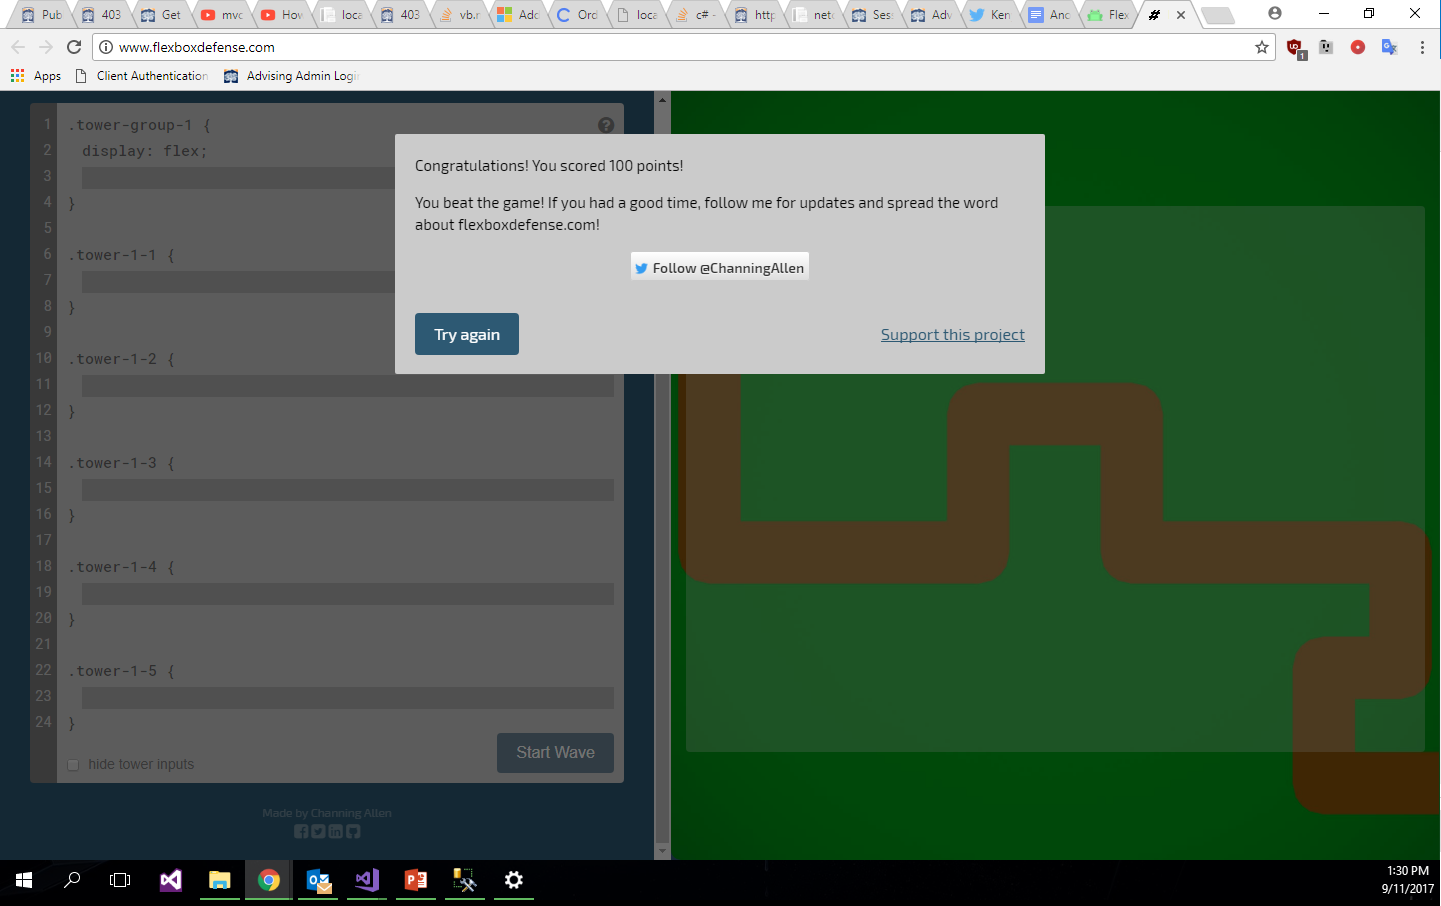 Pub
403
Get
mvc
How
loca
403
vb.r
Add
Ord
loca
c# -
http
netc
Ses
Adv
Ken
And
Flex
www.flexboxdefense.com
1
Apps
Client Authentication
Advising Admin Logi
1 .tower-group-1 {
2 display: flex;
3
4 }
5
6 .tower-1-1 {
7
8 }
9
10 .tower-1-2 {
11
12 }
13
14 .tower-1-3 {
15
16 }
17
18 .tower-1-4 {
19
20 }
21
22 .tower-1-5 {
23
24 }
hide tower inputs
Start Wave
Made by Channing Allen
Congratulations! You scored 100 points!
You beat the game! If you had a good time, follow me for updates and spread the word
about flexboxdefense.com!
Follow @ChanningAllen
Try again
Support this project
1:30 PM
9/11/2017